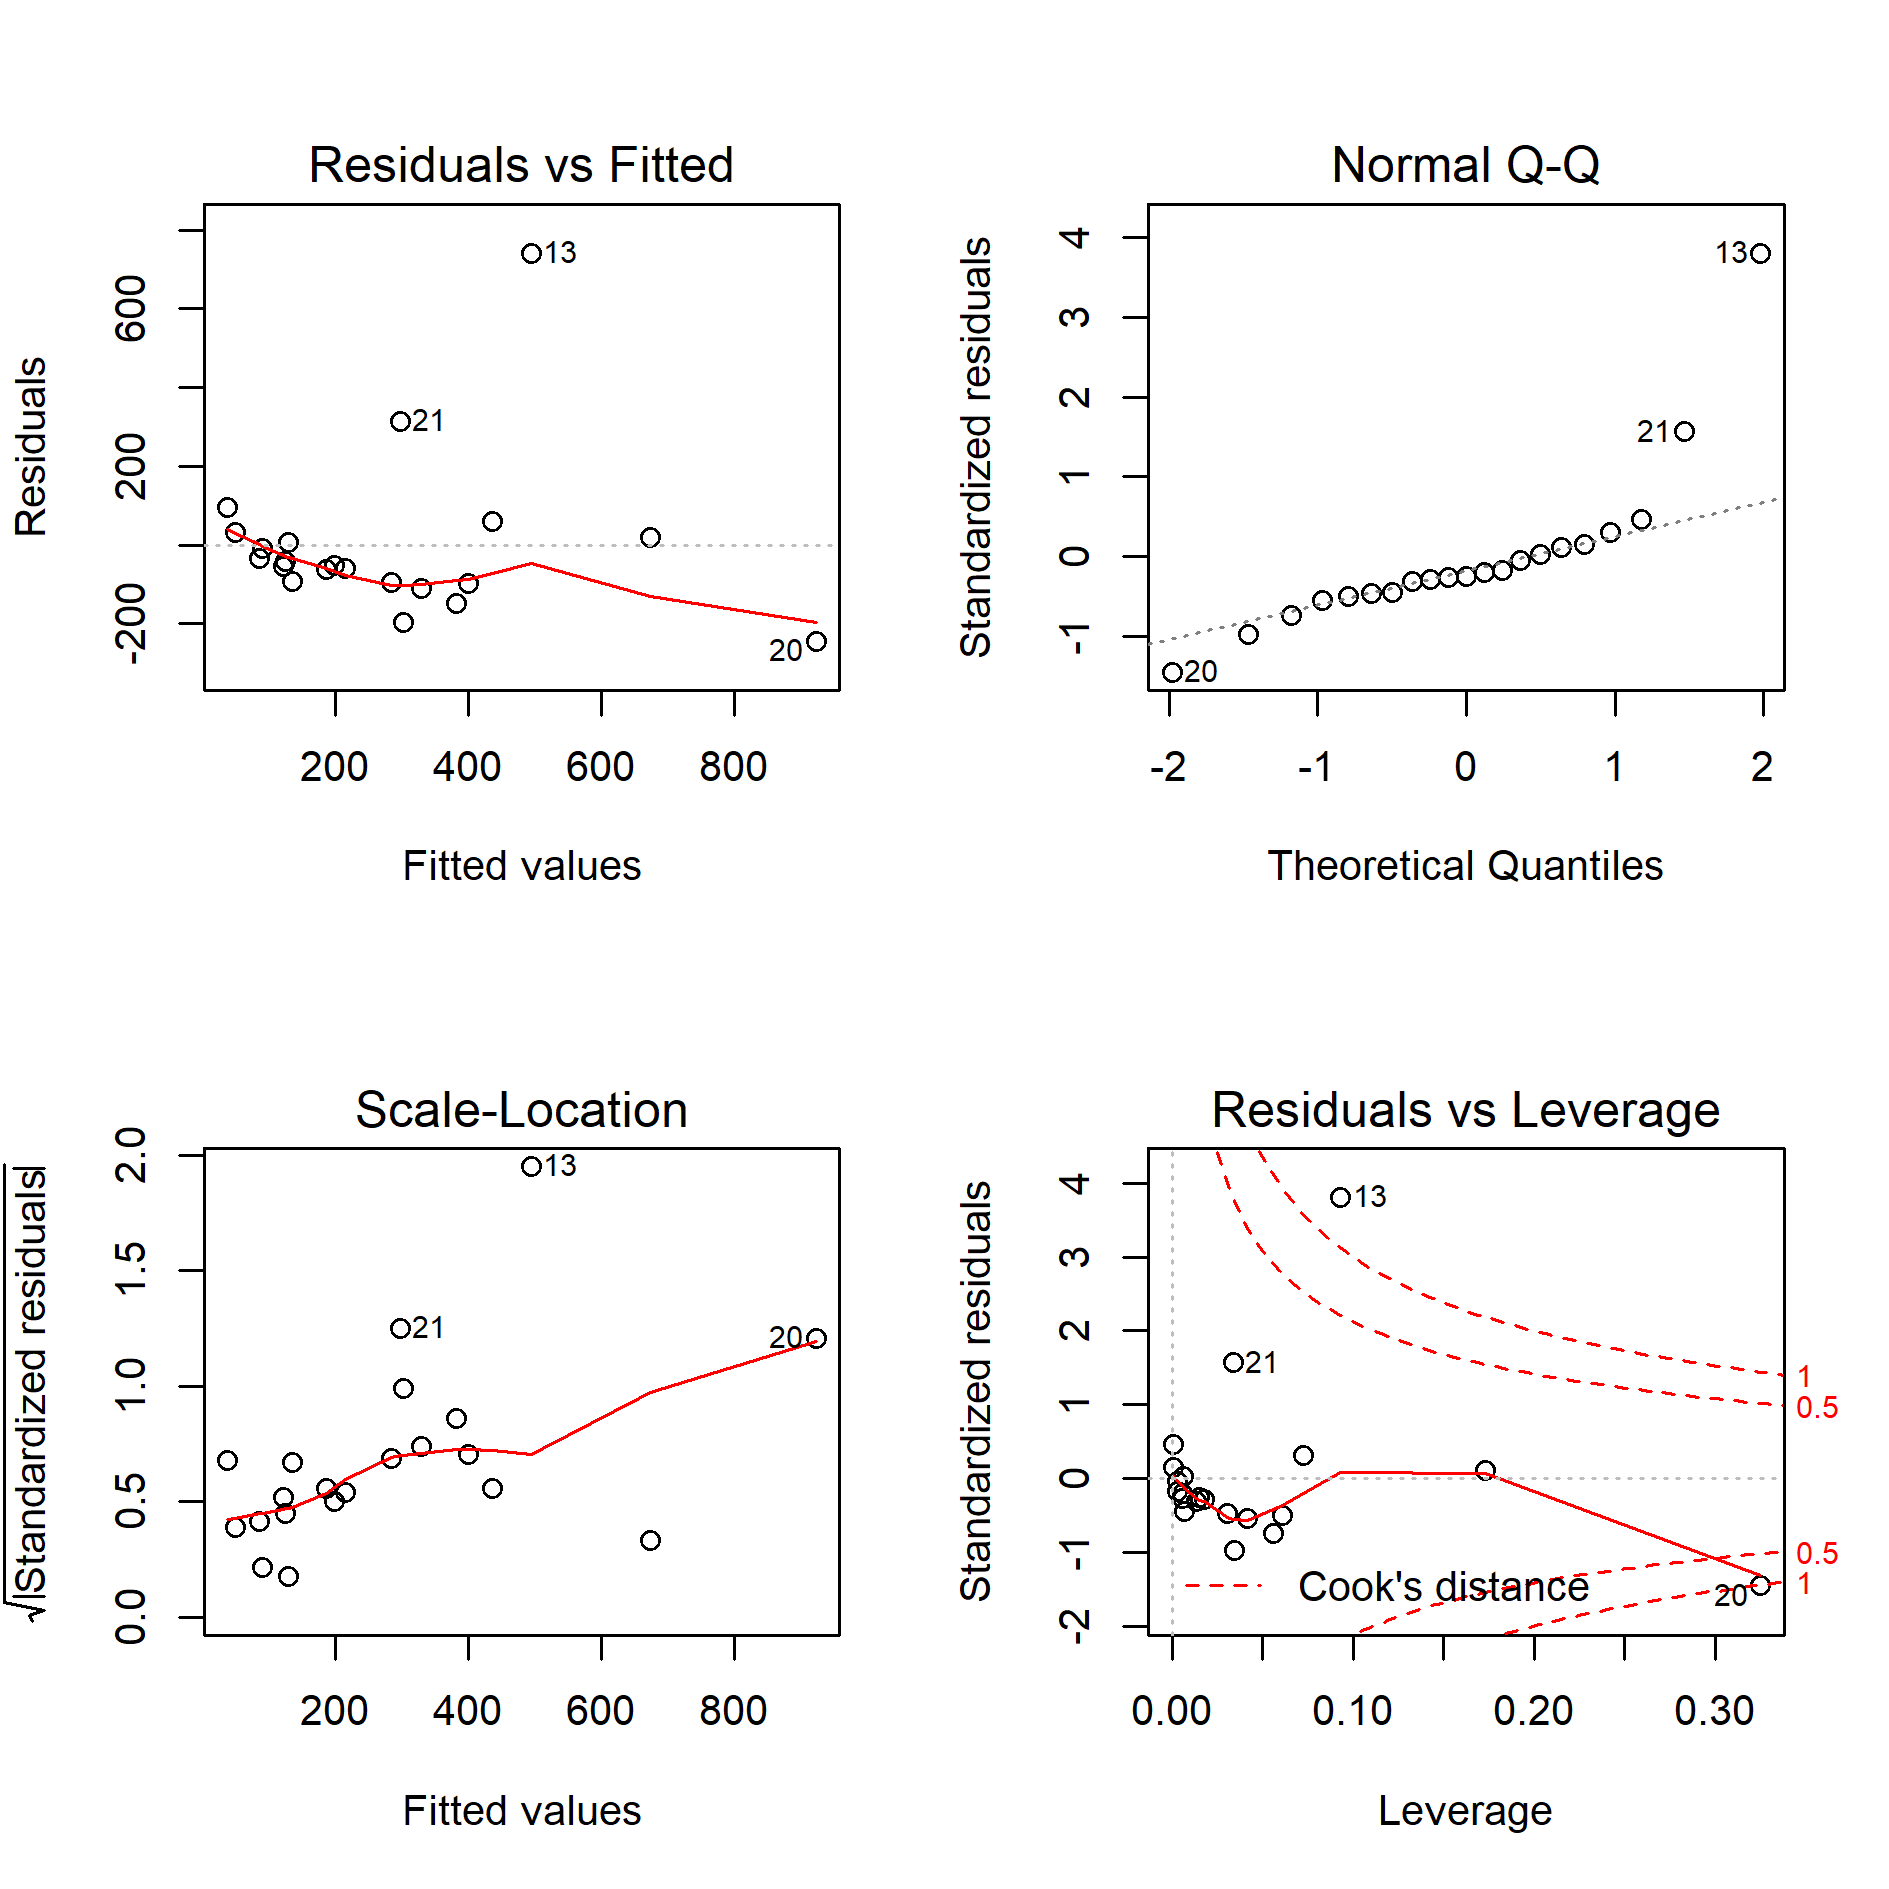 Residuals vs Fitted
Residuals
600
200
-200
13
21
20
200 400 600 800
Fitted values
Normal Q-Q
Standardized residuals
4
3
2
1
0
-1
13
21
20
-2 -1 0 1 2
Theoretical Quantiles
Scale-Location
√|Standardized residuals|
2.0
1.5
1.0
0.5
0.0
13
21
20
200 400 600 800
Fitted values
Residuals vs Leverage
Standardized residuals
4
3
2
1
0
-1
-2
13
21
1
0.5
0.5
1
Cook's distance
20
0.00 0.10 0.20 0.30
Leverage